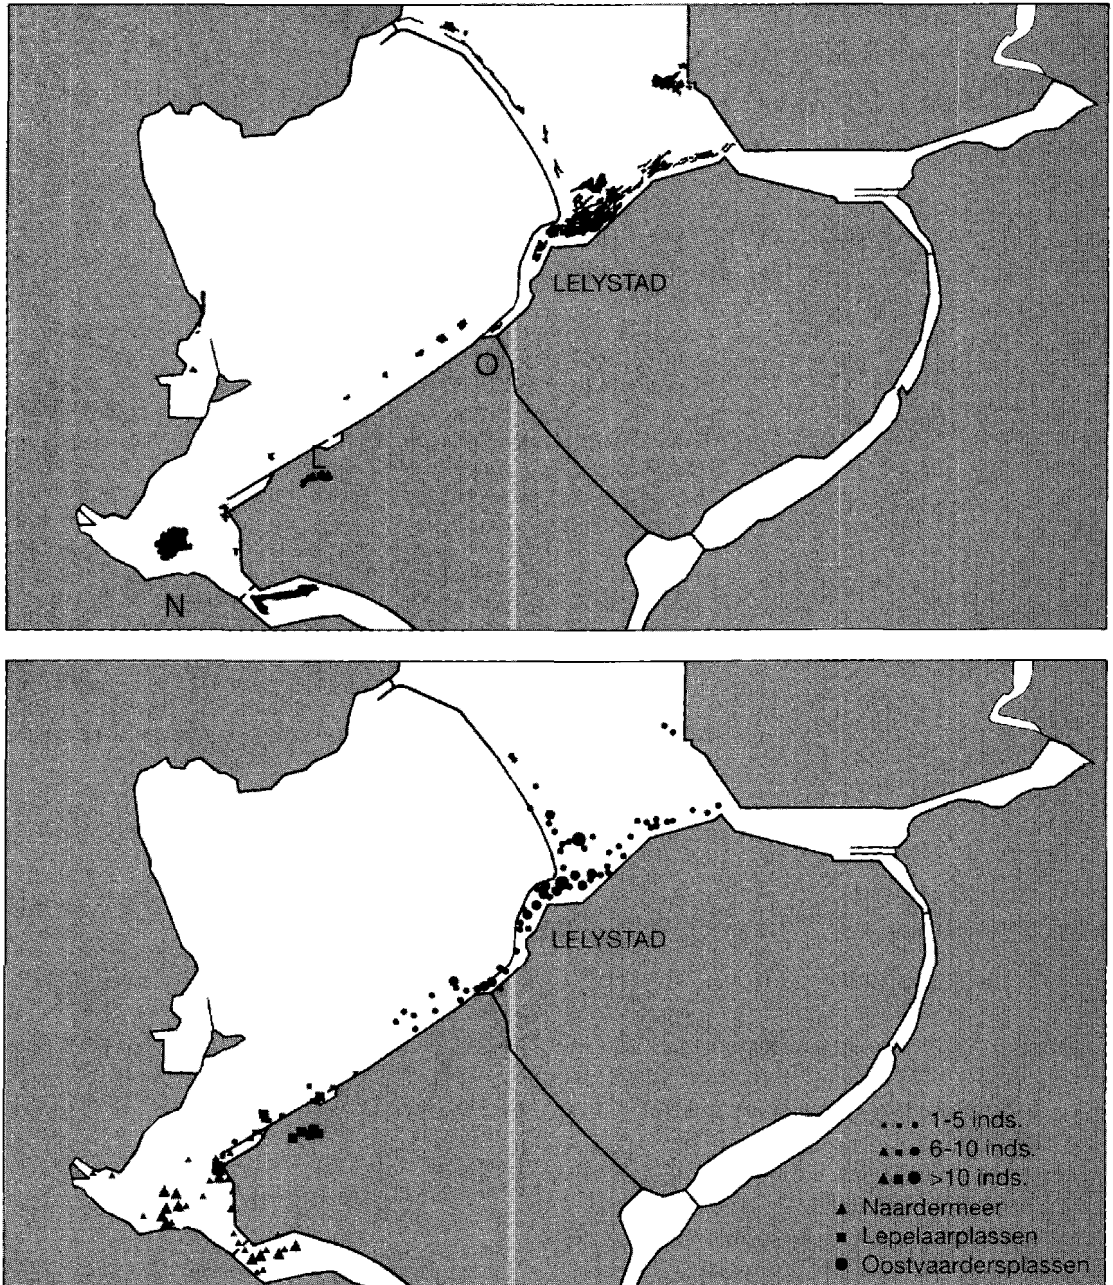 LELYSTAD
O
L
N
LELYSTAD
1-5 inds.
6-10 inds.
>10 inds.
Naardermeer
Lepelaarplassen
Oostvaardersplassen